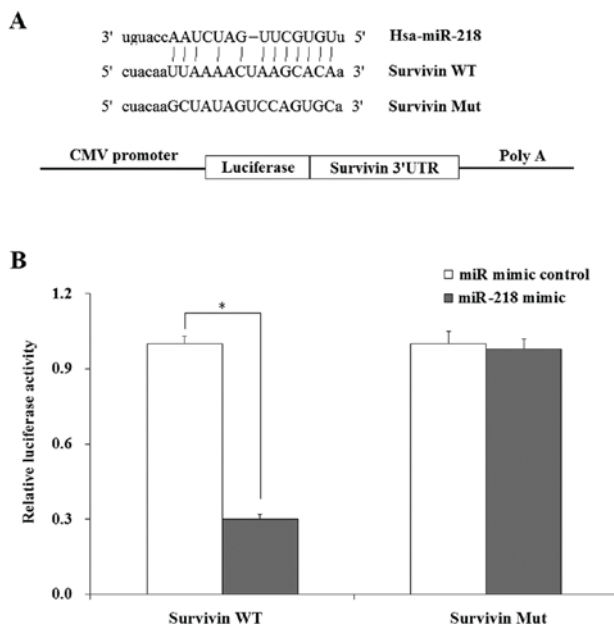 A
3' uguaccAAUCUAG-UUCGUGUu 5' Hsa-miR-218
5' cuacaaUUAAAACUAAGCACAa 3' Survivin WT
5' cuacaaGCUAUAGUCCAGUGCa 3' Survivin Mut
CMV promoter Luciferase Survivin 3'UTR Poly A
B
miR mimic control
miR-218 mimic
Relative luciferase activity
1.2
0.9
0.6
0.3
0.0
*
Survivin WT Survivin Mut